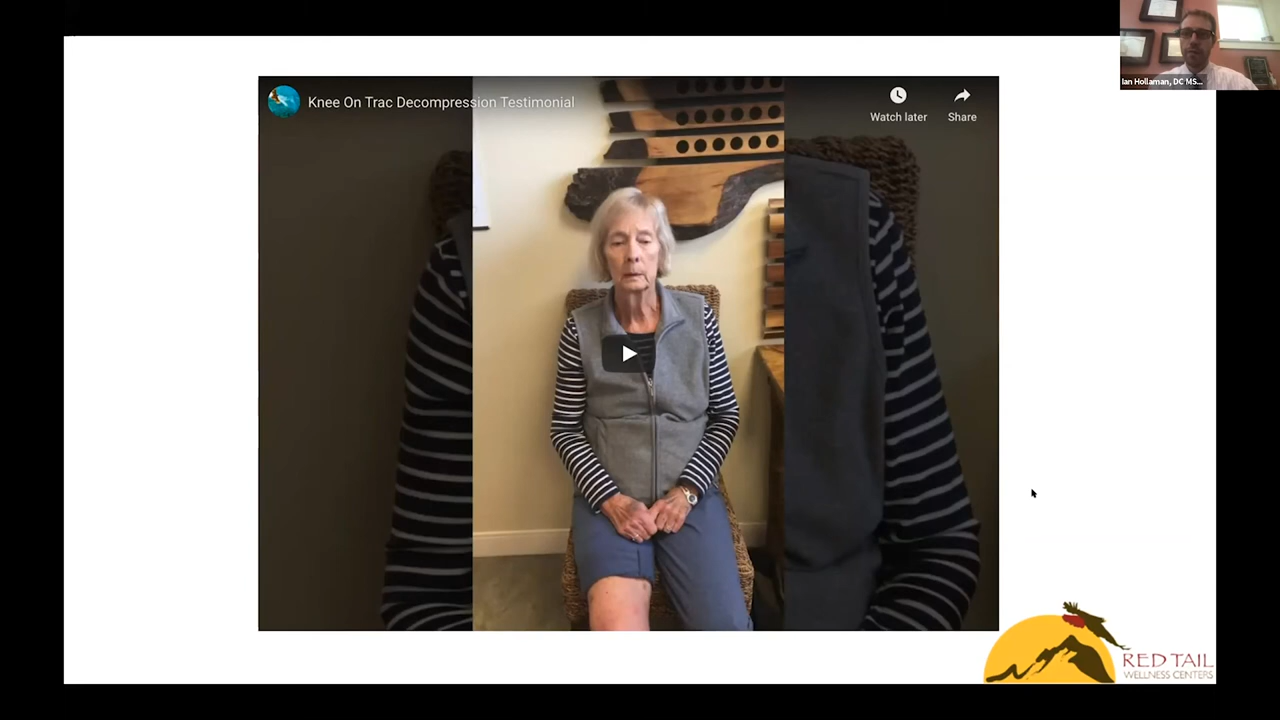 Knee On Trac Decompression Testimonial
Watch later
Share
Ian Hollaman, DC MS...
RED TAIL
WELLNESS CENTERS